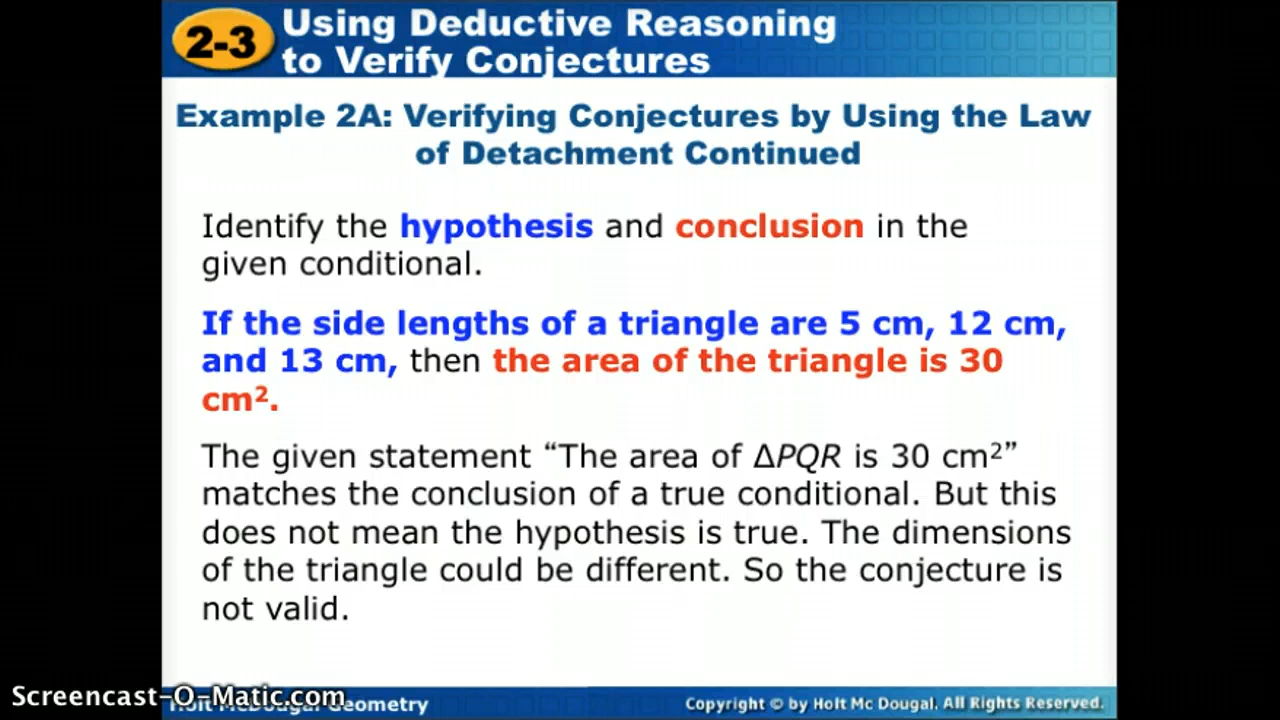 2-3
Using Deductive Reasoning
to Verify Conjectures
Example 2A: Verifying Conjectures by Using the Law
of Detachment Continued
Identify the hypothesis and conclusion in the
given conditional.
If the side lengths of a triangle are 5 cm, 12 cm,
and 13 cm, then the area of the triangle is 30
cm².
The given statement “The area of ΔPQR is 30 cm²”
matches the conclusion of a true conditional. But this
does not mean the hypothesis is true. The dimensions
of the triangle could be different. So the conjecture is
not valid.
Screencast-O-Matic.com
Holt McDougal Geometry
Copyright © by Holt Mc Dougal. All Rights Reserved.